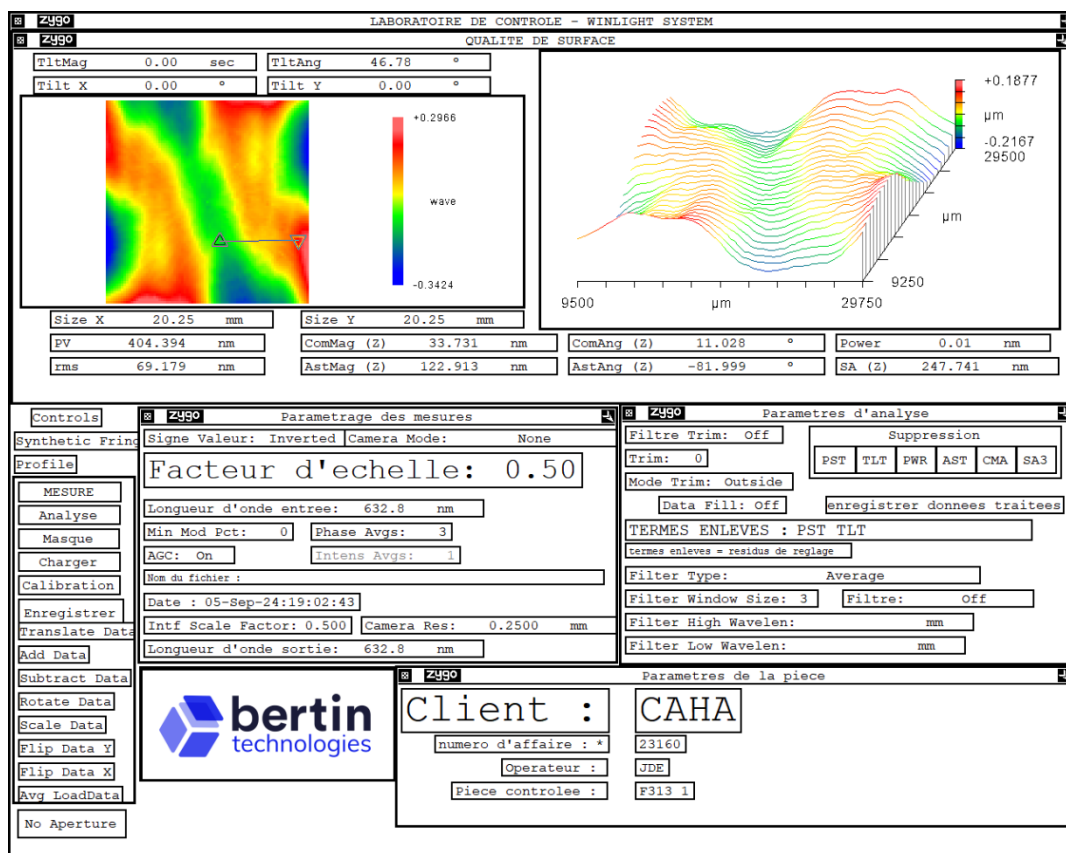 zygo LABORATOIRE DE CONTROLE - WINLIGHT SYSTEM
zygo QUALITE DE SURFACE
TltMag 0.00 sec TltAng 46.78 º
Tilt X 0.00 º Tilt Y 0.00 º
+0.2966
wave
-0.3424
+0.1877
µm
-0.2167
29500
µm
9250
9500 µm 29750
Size X 20.25 mm Size Y 20.25 mm
PV 404.394 nm ComMag (Z) 33.731 nm ComAng (Z) 11.028 º Power 0.01 nm
rms 69.179 nm AstMag (Z) 122.913 nm AstAng (Z) -81.999 º SA (Z) 247.741 nm
Controls
Synthetic Fring
Profile
MESURE
Analyse
Masque
Charger
Calibration
Enregistrer
Translate Data
Add Data
Subtract Data
Rotate Data
Scale Data
Flip Data Y
Flip Data X
Avg LoadData
No Aperture
zygo Parametrage des mesures
Signe Valeur: Inverted Camera Mode: None
Facteur d'echelle: 0.50
Longueur d'onde entree: 632.8 nm
Min Mod Pct: 0 Phase Avgs: 3
AGC: On Intens Avgs: 1
Nom du fichier :
Date : 05-Sep-24:19:02:43
Intf Scale Factor: 0.500 Camera Res: 0.2500 mm
Longueur d'onde sortie: 632.8 nm
zygo Parametres d'analyse
Filtre Trim: Off Suppression
Trim: 0 PST TLT PWR AST CMA SA3
Mode Trim: Outside
Data Fill: Off enregistrer donnees traitees
TERMES ENLEVES : PST TLT
termes enleves = residus de reglage
Filter Type: Average
Filter Window Size: 3 Filtre: Off
Filter High Wavelen: mm
Filter Low Wavelen: mm
bertin
technologies
zygo Parametres de la piece
Client : CAHA
numero d'affaire : * 23160
Operateur : JDE
Piece controlee : F313 1